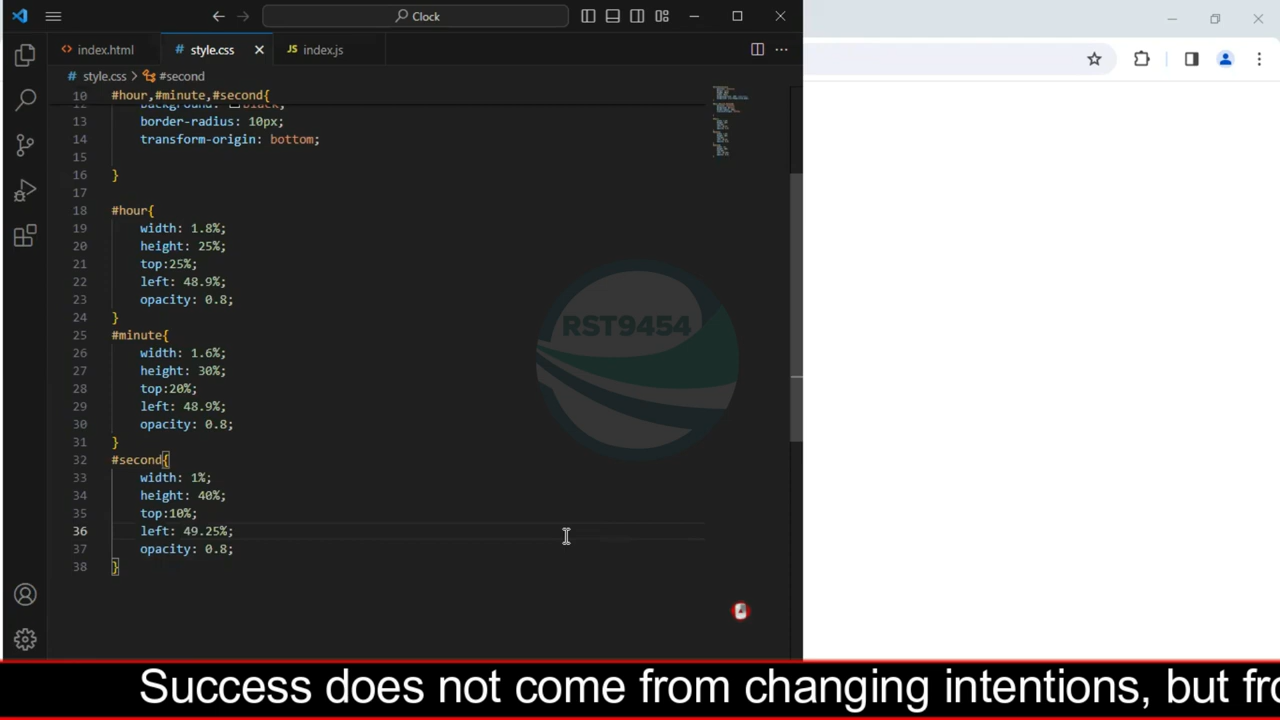 Clock
index.html
# style.css
JS index.js
# style.css > #second
10 #hour,#minute,#second{
12 background: black;
13 border-radius: 10px;
14 transform-origin: bottom;
15
16 }
17
18 #hour{
19 width: 1.8%;
20 height: 25%;
21 top:25%;
22 left: 48.9%;
23 opacity: 0.8;
24 }
25 #minute{
26 width: 1.6%;
27 height: 30%;
28 top:20%;
29 left: 48.9%;
30 opacity: 0.8;
31 }
32 #second{
33 width: 1%;
34 height: 40%;
35 top:10%;
36 left: 49.25%;
37 opacity: 0.8;
38 }
RST9454
Success does not come from changing intentions, but fro